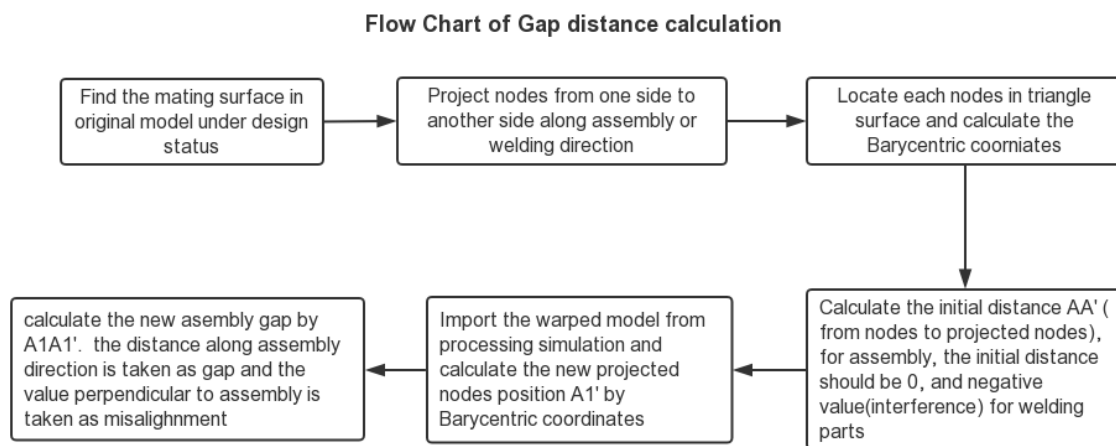 Flow Chart of Gap distance calculation
Find the mating surface in
original model under design
status
Project nodes from one side to
another side along assembly or
welding direction
Locate each nodes in triangle
surface and calculate the
Barycentric coorniates
Calculate the initial distance AA' (
from nodes to projected nodes),
for assembly, the initial distance
should be 0, and negative
value(interference) for welding
parts
Import the warped model from
processing simulation and
calculate the new projected
nodes position A1' by
Barycentric coordinates
calculate the new asembly gap by
A1A1'.  the distance along assembly
direction is taken as gap and the
value perpendicular to assembly is
taken as misalighnment